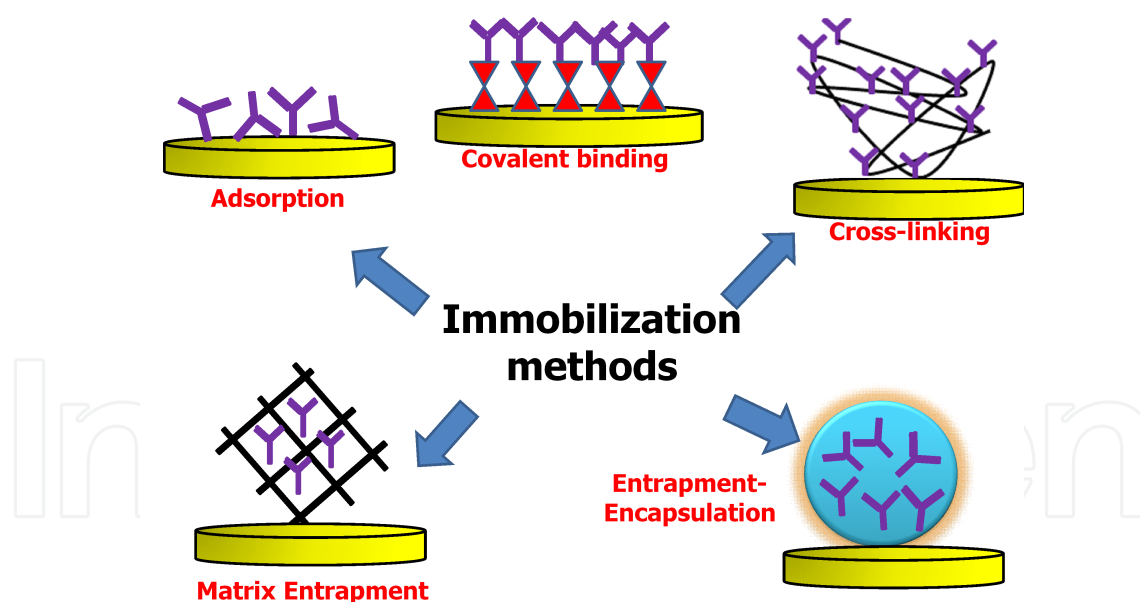 Covalent binding
Adsorption
Cross-linking
Immobilization
methods
Entrapment-
Encapsulation
Matrix Entrapment